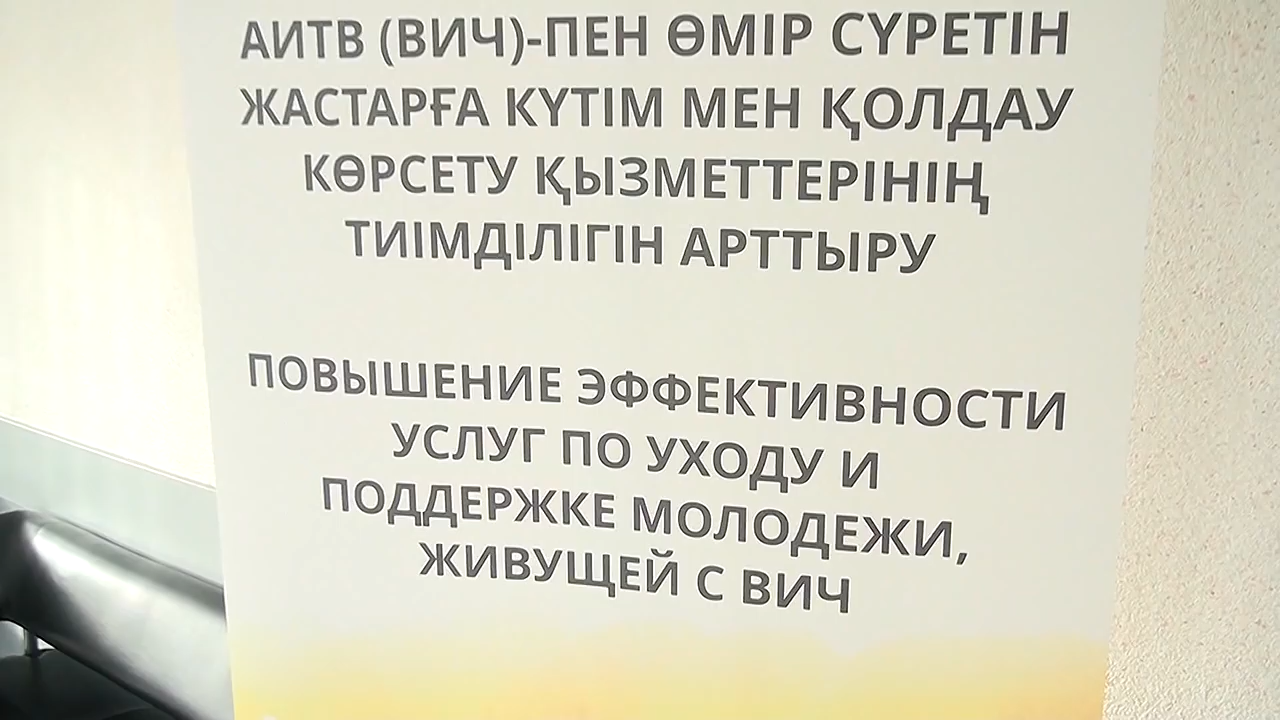 АИТВ (ВИЧ)-ПЕН ӨМІР СҮРЕТІН
ЖАСТАРҒА КҮТІМ МЕН ҚОЛДАУ
КӨРСЕТУ ҚЫЗМЕТТЕРІНІҢ
ТИІМДІЛІГІН АРТТЫРУ
ПОВЫШЕНИЕ ЭФФЕКТИВНОСТИ
УСЛУГ ПО УХОДУ И
ПОДДЕРЖКЕ МОЛОДЕЖИ,
ЖИВУЩЕЙ С ВИЧ